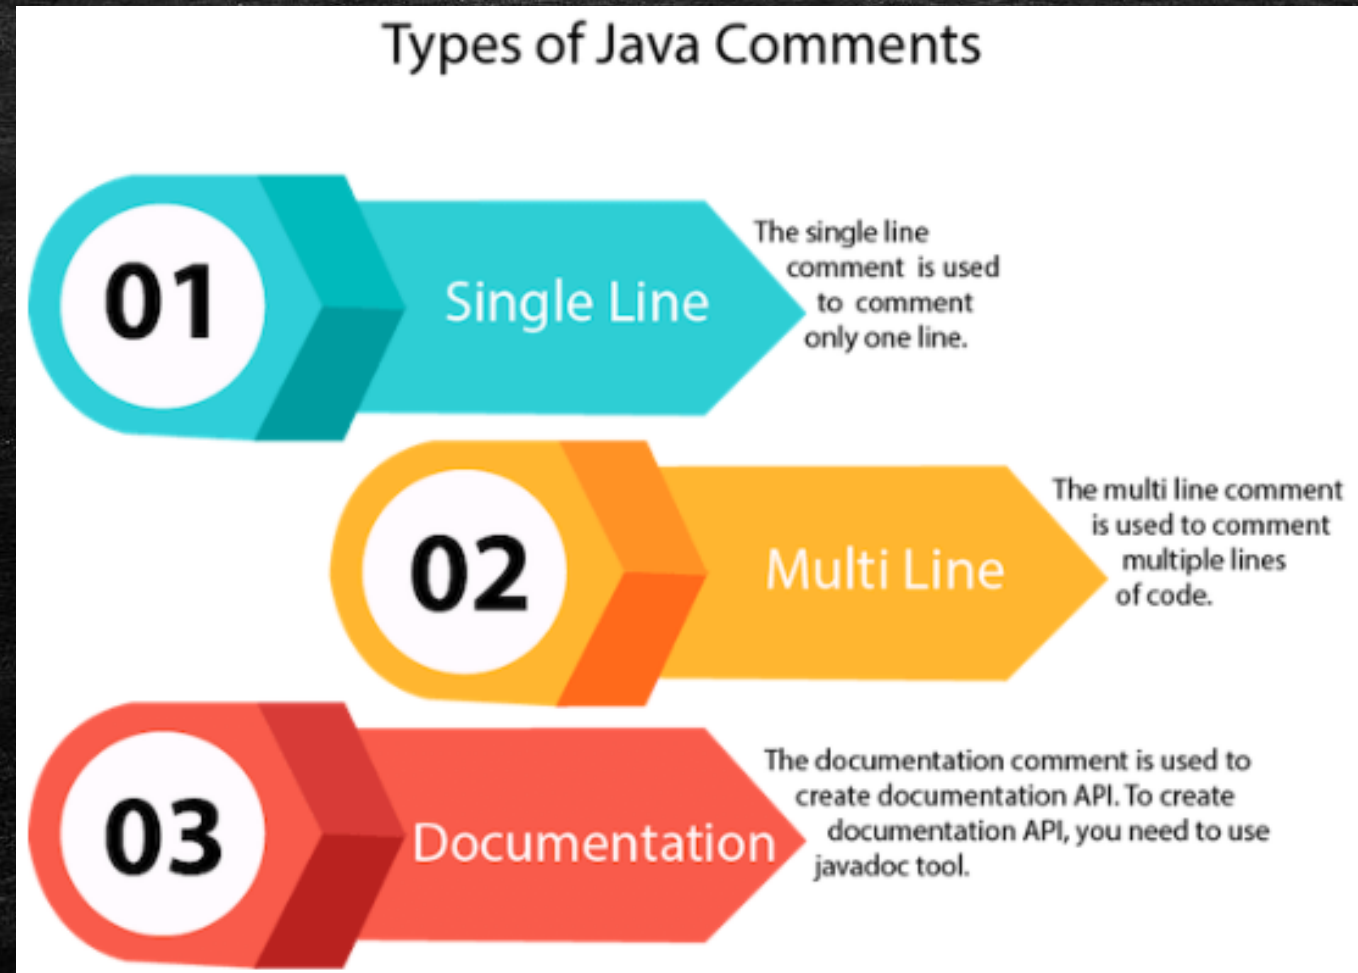 Types of Java Comments
01
Single Line
The single line
comment is used
to comment
only one line.
02
Multi Line
The multi line comment
is used to comment
multiple lines
of code.
03
Documentation
The documentation comment is used to
create documentation API. To create
documentation API, you need to use
javadoc tool.